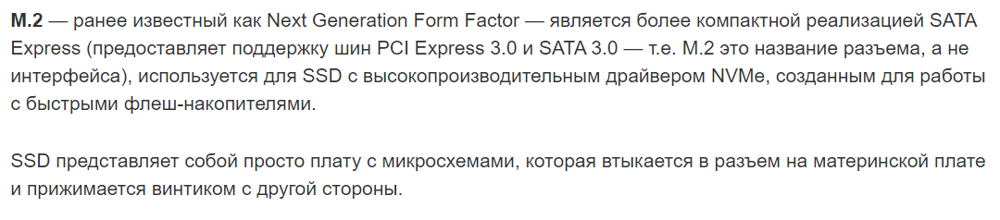 M.2 — ранее известный как Next Generation Form Factor — является более компактной реализацией SATA
Express (предоставляет поддержку шин PCI Express 3.0 и SATA 3.0 — т.е. M.2 это название разъема, а не
интерфейса), используется для SSD с высокопроизводительным драйвером NVMe, созданным для работы
с быстрыми флеш-накопителями.
SSD представляет собой просто плату с микросхемами, которая втыкается в разъем на материнской плате
и прижимается винтиком с другой стороны.